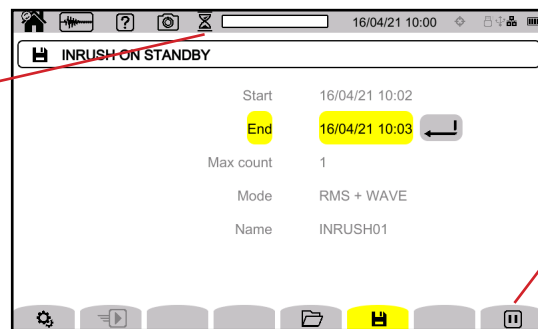 16/04/21 10:00
INRUSH ON STANDBY
Start 16/04/21 10:02
End 16/04/21 10:03
Max count 1
Mode RMS + WAVE
Name INRUSH01